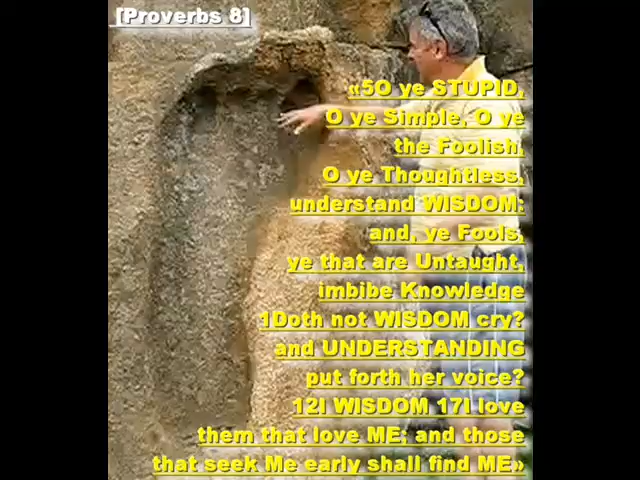 [Proverbs 8]
«5O ye STUPID,
O ye Simple, O ye
the Foolish,
O ye Thoughtless,
understand WISDOM:
and, ye Fools,
ye that are Untaught,
imbibe Knowledge
1Doth not WISDOM cry?
and UNDERSTANDING
put forth her voice?
12I WISDOM 17I love
them that love ME; and those
that seek Me early shall find ME»